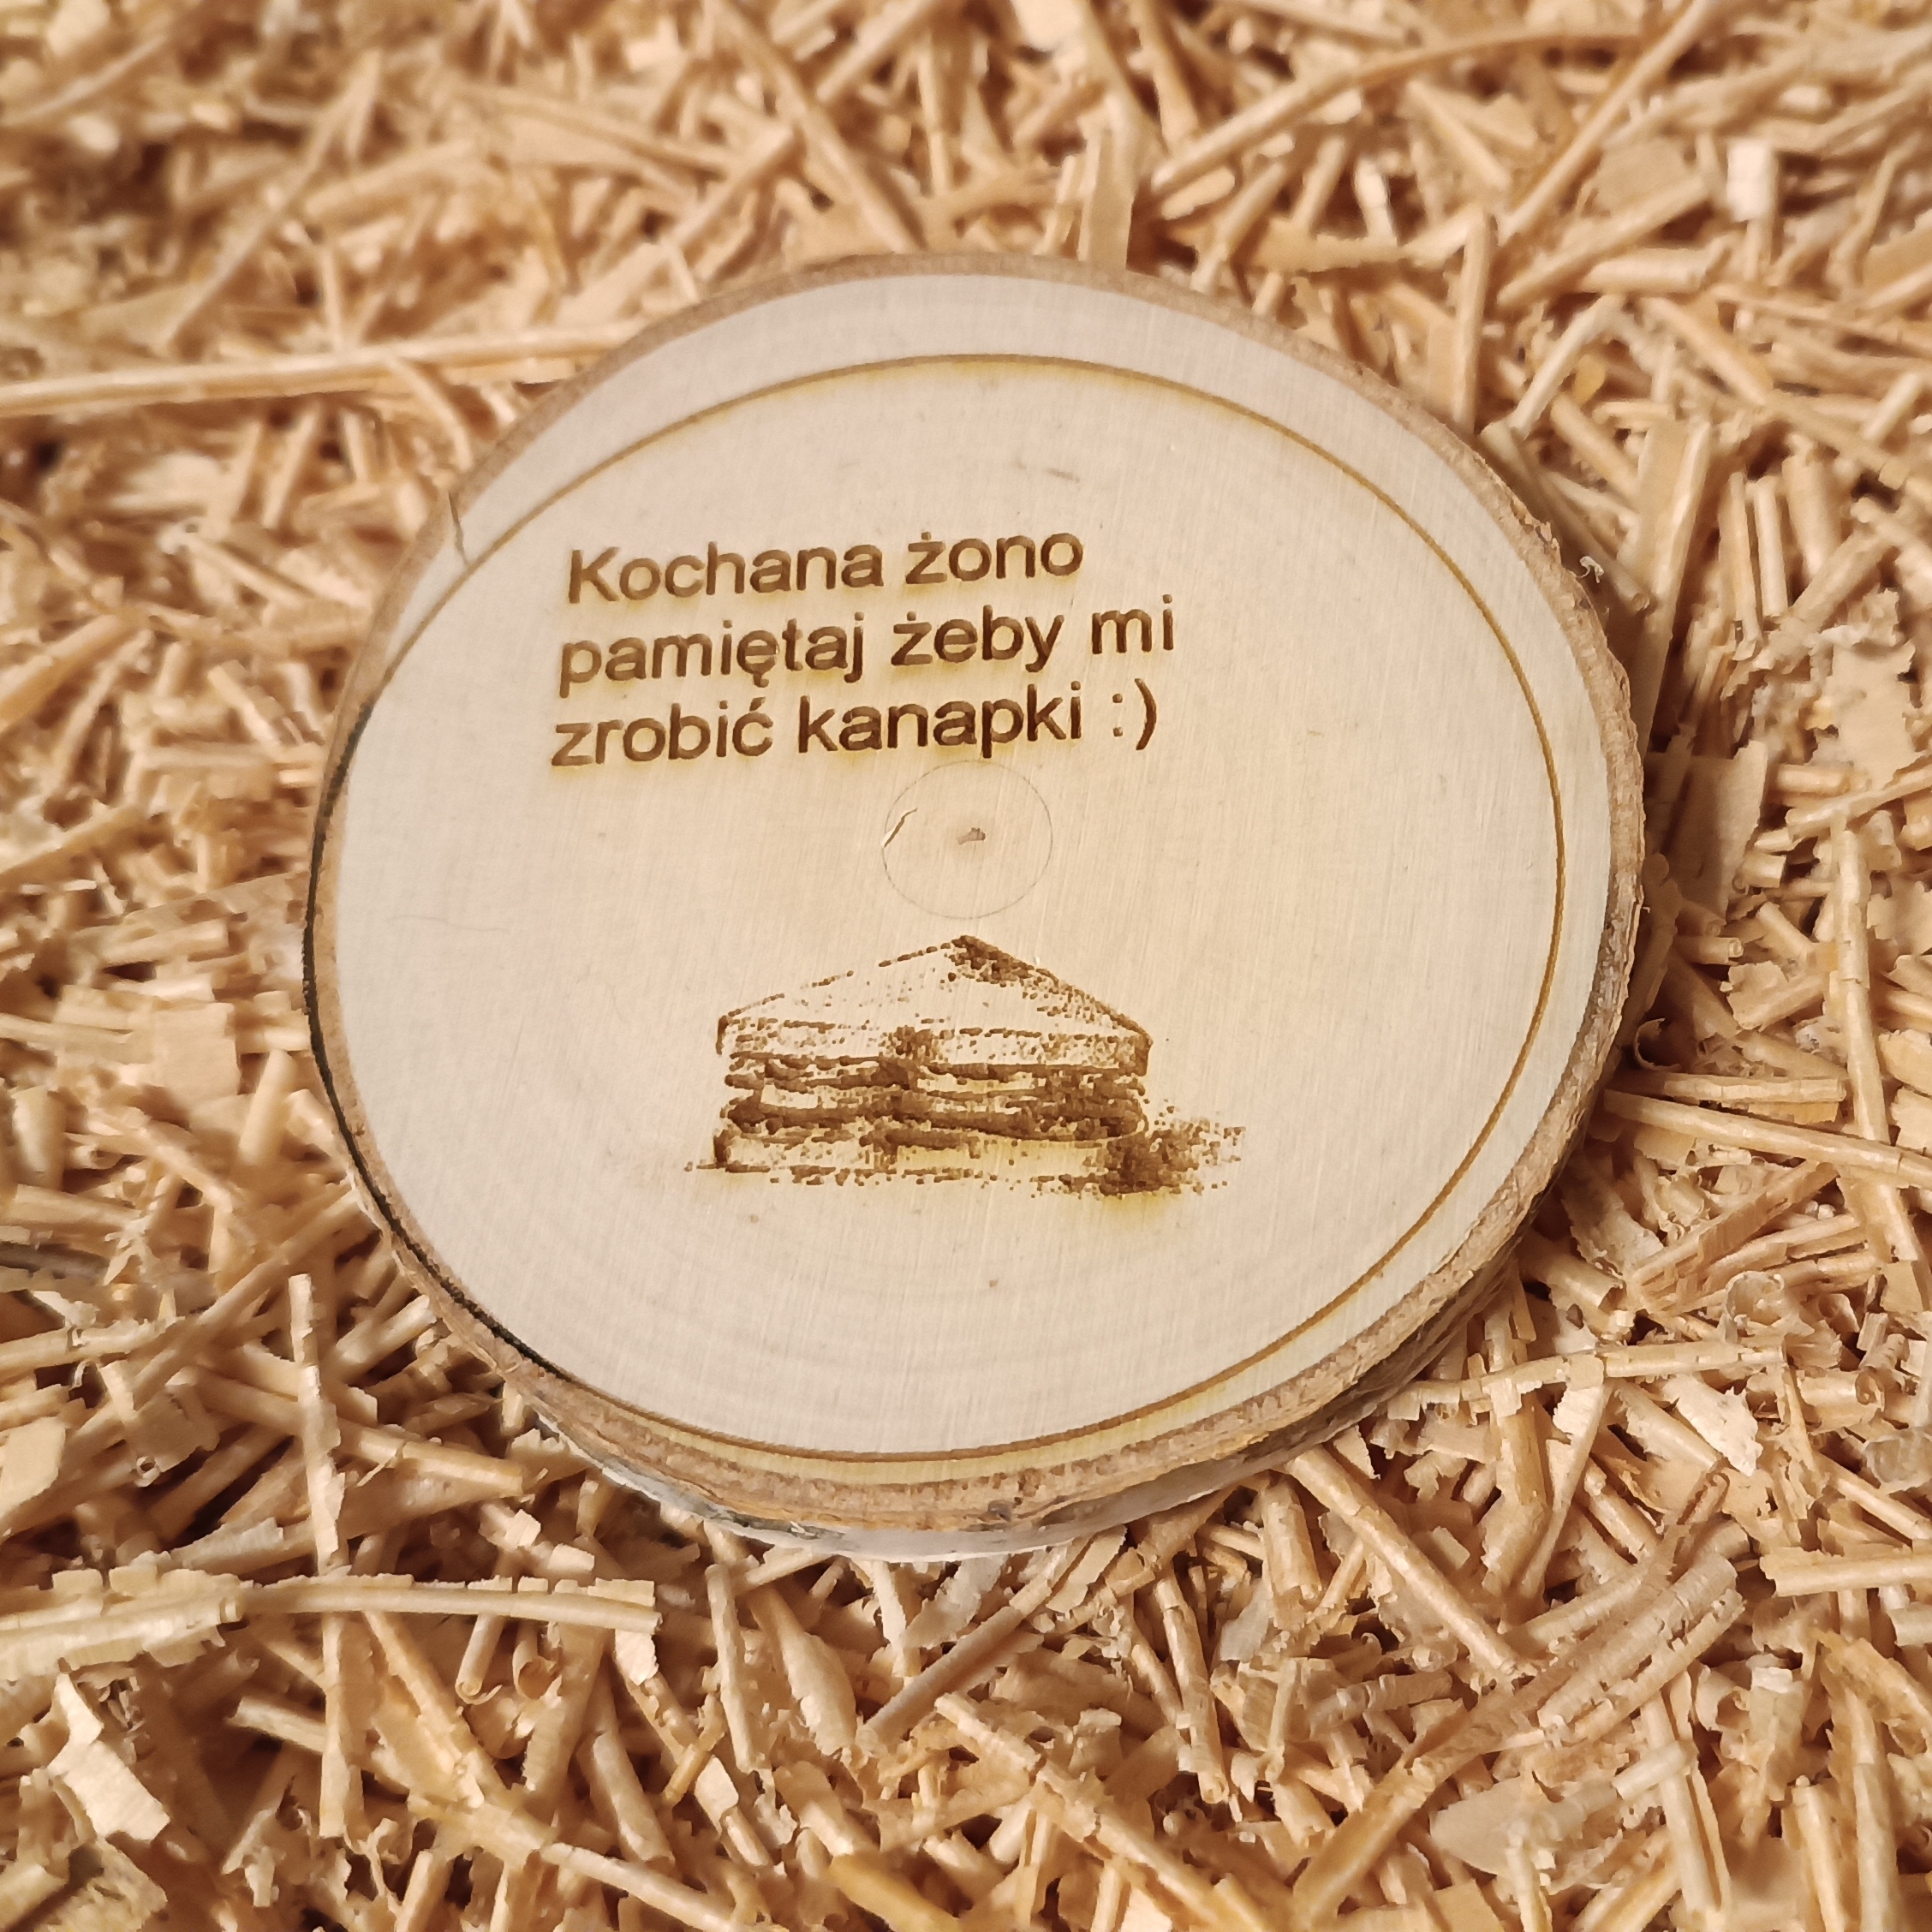 Kochana żono
pamiętaj żeby mi
zrobić kanapki :)